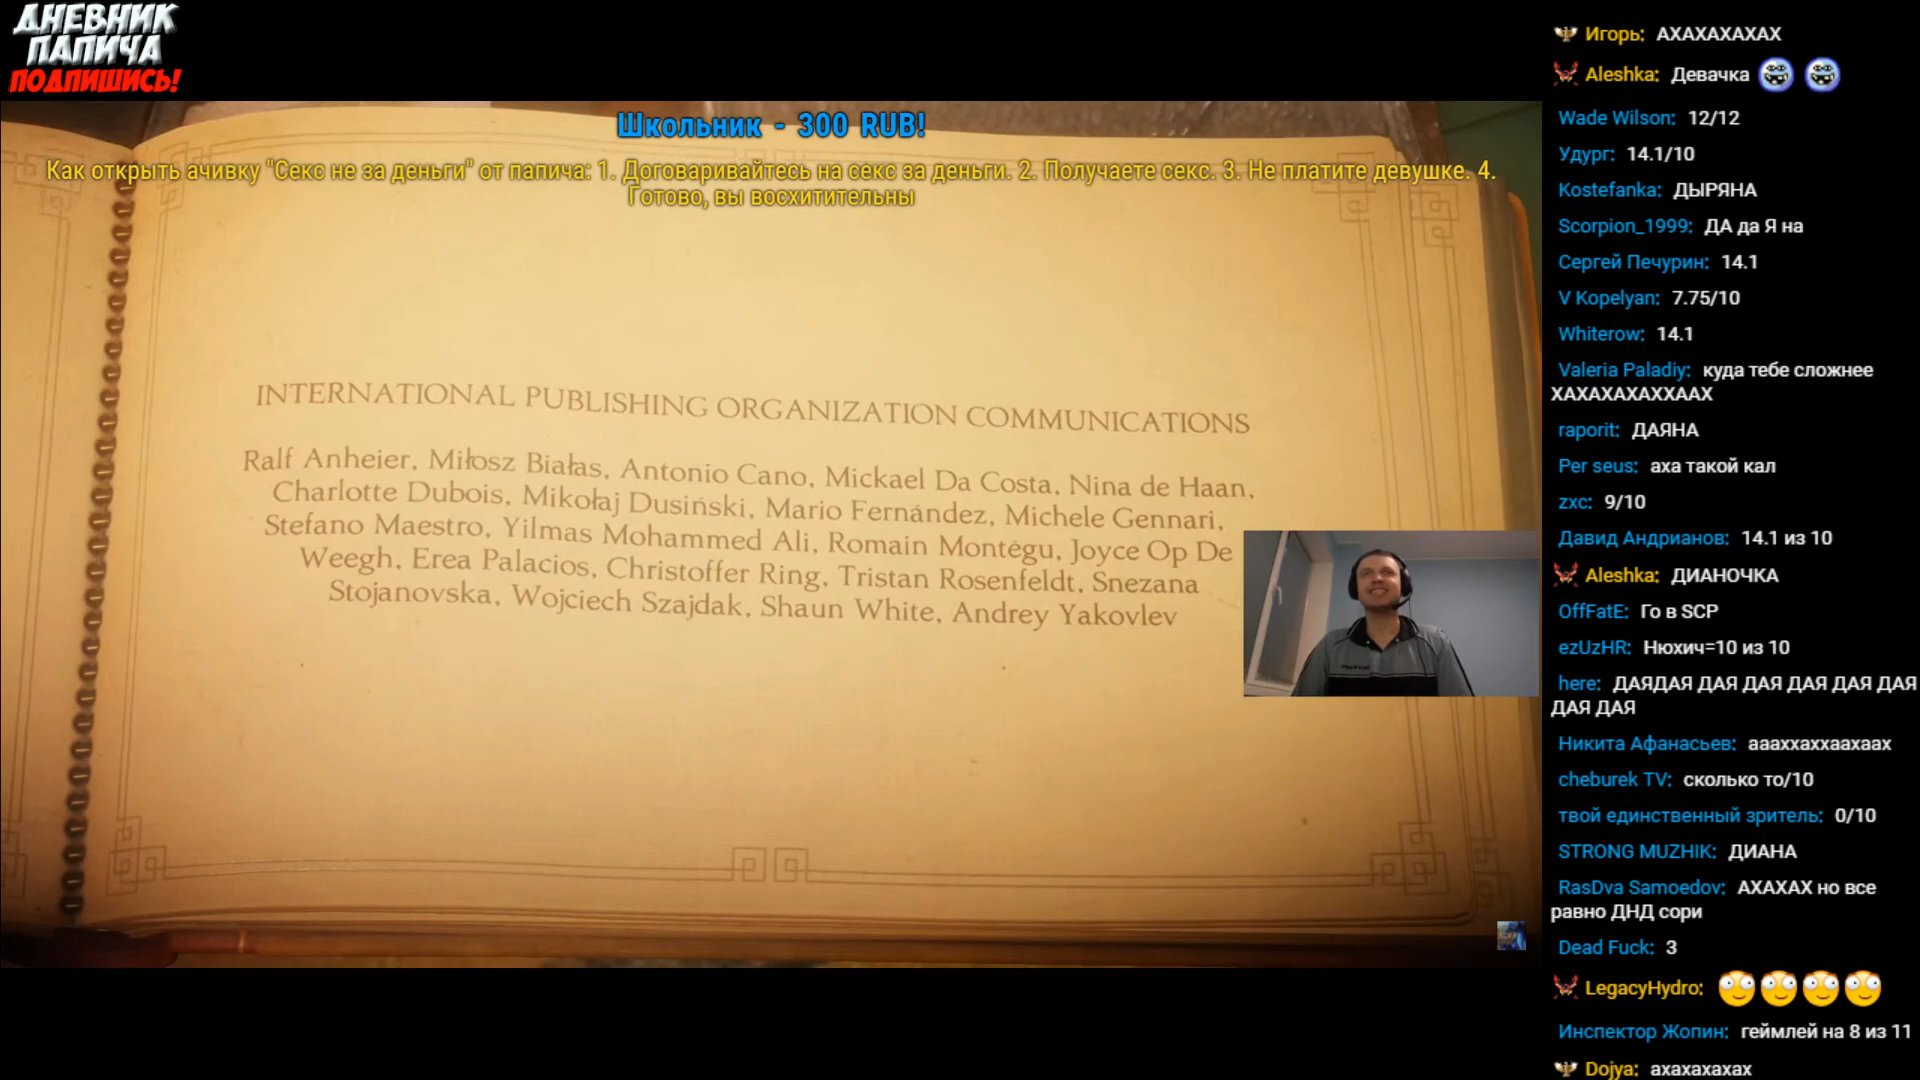 ДНЕВНИК
ПАПИЧА
ПОДПИШИСЬ!
Школьник - 300 RUB!
Как открыть ачивку "Секс не за деньги" от папича: 1. Договаривайтесь на секс за деньги. 2. Получаете секс. 3. Не платите девушке. 4.
Готово, вы восхитительны
INTERNATIONAL PUBLISHING ORGANIZATION COMMUNICATIONS
Ralf Anheier, Miłosz Białas, Antonio Cano, Mickael Da Costa, Nina de Haan,
Charlotte Dubois, Mikołaj Dusiński, Mario Fernández, Michele Gennari,
Stefano Maestro, Yilmas Mohammed Ali, Romain Montégu, Joyce Op De
Weegh, Erea Palacios, Christoffer Ring, Tristan Rosenfeldt, Snezana
Stojanovska, Wojciech Szajdak, Shaun White, Andrey Yakovlev
Игорь: АХАХАХАХАХ
Aleshka: Девачка
Wade Wilson: 12/12
Удург: 14.1/10
Kostefanka: ДЫРЯНА
Scorpion_1999: ДА да Я на
Сергей Печурин: 14.1
V Kopelyan: 7.75/10
Whiterow: 14.1
Valeria Paladiy: куда тебе сложнее
ХАХАХАХАХХААХ
raporit: ДАЯНА
Per seus: аха такой кал
zxc: 9/10
Давид Андрианов: 14.1 из 10
Aleshka: ДИАНОЧКА
OffFatE: Го в SCP
ezUzHR: Нюхич=10 из 10
here: ДАЯДАЯ ДАЯ ДАЯ ДАЯ ДАЯ ДАЯ
ДАЯ ДАЯ
Никита Афанасьев: аааххаххаахаах
cheburek TV: сколько то/10
твой единственный зритель: 0/10
STRONG MUZHIK: ДИАНА
RasDva Samoedov: АХАХАХ но все
равно ДНД сори
Dead Fuck: 3
LegacyHydro:
Инспектор Жопин: геймлей на 8 из 11
Dojya: ахахахахах